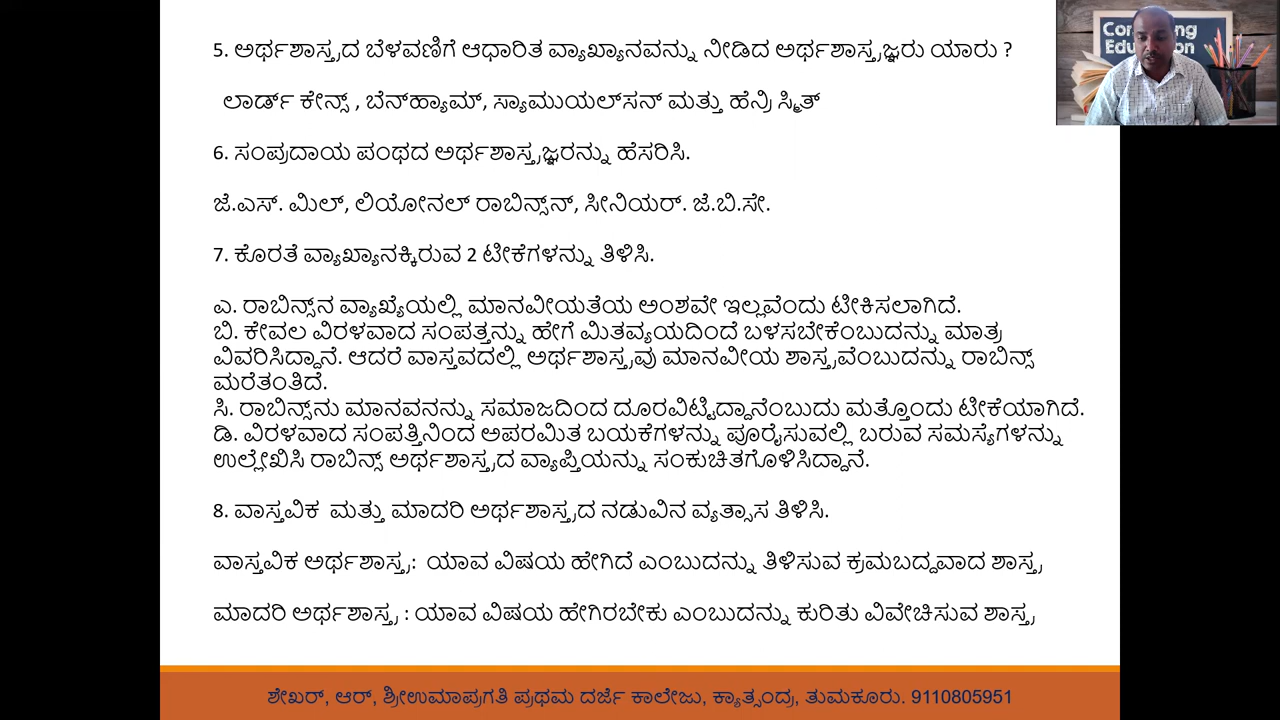 Con    ng
Edu   on
5. ಅರ್ಥಶಾಸ್ತ್ರದ ಬೆಳವಣಿಗೆ ಆಧಾರಿತ ವ್ಯಾಖ್ಯಾನವನ್ನು ನೀಡಿದ ಅರ್ಥಶಾಸ್ತ್ರಜ್ಞರು ಯಾರು ?
ಲಾರ್ಡ್ ಕೇನ್ಸ್ , ಬೆನ್‌ಹ್ಯಾಮ್, ಸ್ಯಾಮುಯಲ್‌ಸನ್ ಮತ್ತು ಹೆನ್ರಿ ಸ್ಮಿತ್
6. ಸಂಪ್ರದಾಯ ಪಂಥದ ಅರ್ಥಶಾಸ್ತ್ರಜ್ಞರನ್ನು ಹೆಸರಿಸಿ.
ಜೆ.ಎಸ್. ಮಿಲ್, ಲಿಯೋನಲ್ ರಾಬಿನ್ಸ್‌ನ್, ಸೀನಿಯರ್. ಜೆ.ಬಿ.ಸೇ.
7. ಕೊರತೆ ವ್ಯಾಖ್ಯಾನಕ್ಕಿರುವ 2 ಟೀಕೆಗಳನ್ನು ತಿಳಿಸಿ.
ಎ. ರಾಬಿನ್ಸ್‌ನ ವ್ಯಾಖ್ಯೆಯಲ್ಲಿ ಮಾನವೀಯತೆಯ ಅಂಶವೇ ಇಲ್ಲವೆಂದು ಟೀಕಿಸಲಾಗಿದೆ.
ಬಿ. ಕೇವಲ ವಿರಳವಾದ ಸಂಪತ್ತನ್ನು ಹೇಗೆ ಮಿತವ್ಯಯದಿಂದೆ ಬಳಸಬೇಕೆಂಬುದನ್ನು ಮಾತ್ರ
ವಿವರಿಸಿದ್ದಾನೆ. ಆದರೆ ವಾಸ್ತವದಲ್ಲಿ ಅರ್ಥಶಾಸ್ತ್ರವು ಮಾನವೀಯ ಶಾಸ್ತ್ರವೆಂಬುದನ್ನು ರಾಬಿನ್ಸ್
ಮರೆತಂತಿದೆ.
ಸಿ. ರಾಬಿನ್ಸ್‌ನು ಮಾನವನನ್ನು ಸಮಾಜದಿಂದ ದೂರವಿಟ್ಟಿದ್ದಾನೆಂಬುದು ಮತ್ತೊಂದು ಟೀಕೆಯಾಗಿದೆ.
ಡಿ. ವಿರಳವಾದ ಸಂಪತ್ತಿನಿಂದ ಅಪರಮಿತ ಬಯಕೆಗಳನ್ನು ಪೂರೈಸುವಲ್ಲಿ ಬರುವ ಸಮಸ್ಯೆಗಳನ್ನು
ಉಲ್ಲೇಖಿಸಿ ರಾಬಿನ್ಸ್ ಅರ್ಥಶಾಸ್ತ್ರದ ವ್ಯಾಪ್ತಿಯನ್ನು ಸಂಕುಚಿತಗೊಳಿಸಿದ್ದಾನೆ.
8. ವಾಸ್ತವಿಕ ಮತ್ತು ಮಾದರಿ ಅರ್ಥಶಾಸ್ತ್ರದ ನಡುವಿನ ವ್ಯತ್ಸಾಸ ತಿಳಿಸಿ.
ವಾಸ್ತವಿಕ ಅರ್ಥಶಾಸ್ತ್ರ: ಯಾವ ವಿಷಯ ಹೇಗಿದೆ ಎಂಬುದನ್ನು ತಿಳಿಸುವ ಕ್ರಮಬದ್ದವಾದ ಶಾಸ್ತ್ರ
ಮಾದರಿ ಅರ್ಥಶಾಸ್ತ್ರ : ಯಾವ ವಿಷಯ ಹೇಗಿರಬೇಕು ಎಂಬುದನ್ನು ಕುರಿತು ವಿವೇಚಿಸುವ ಶಾಸ್ತ್ರ
ಶೇಖರ್, ಆರ್, ಶ್ರೀಉಮಾಪ್ರಗತಿ ಪ್ರಥಮ ದರ್ಜೆ ಕಾಲೇಜು, ಕ್ಯಾತ್ಸಂದ್ರ, ತುಮಕೂರು. 9110805951